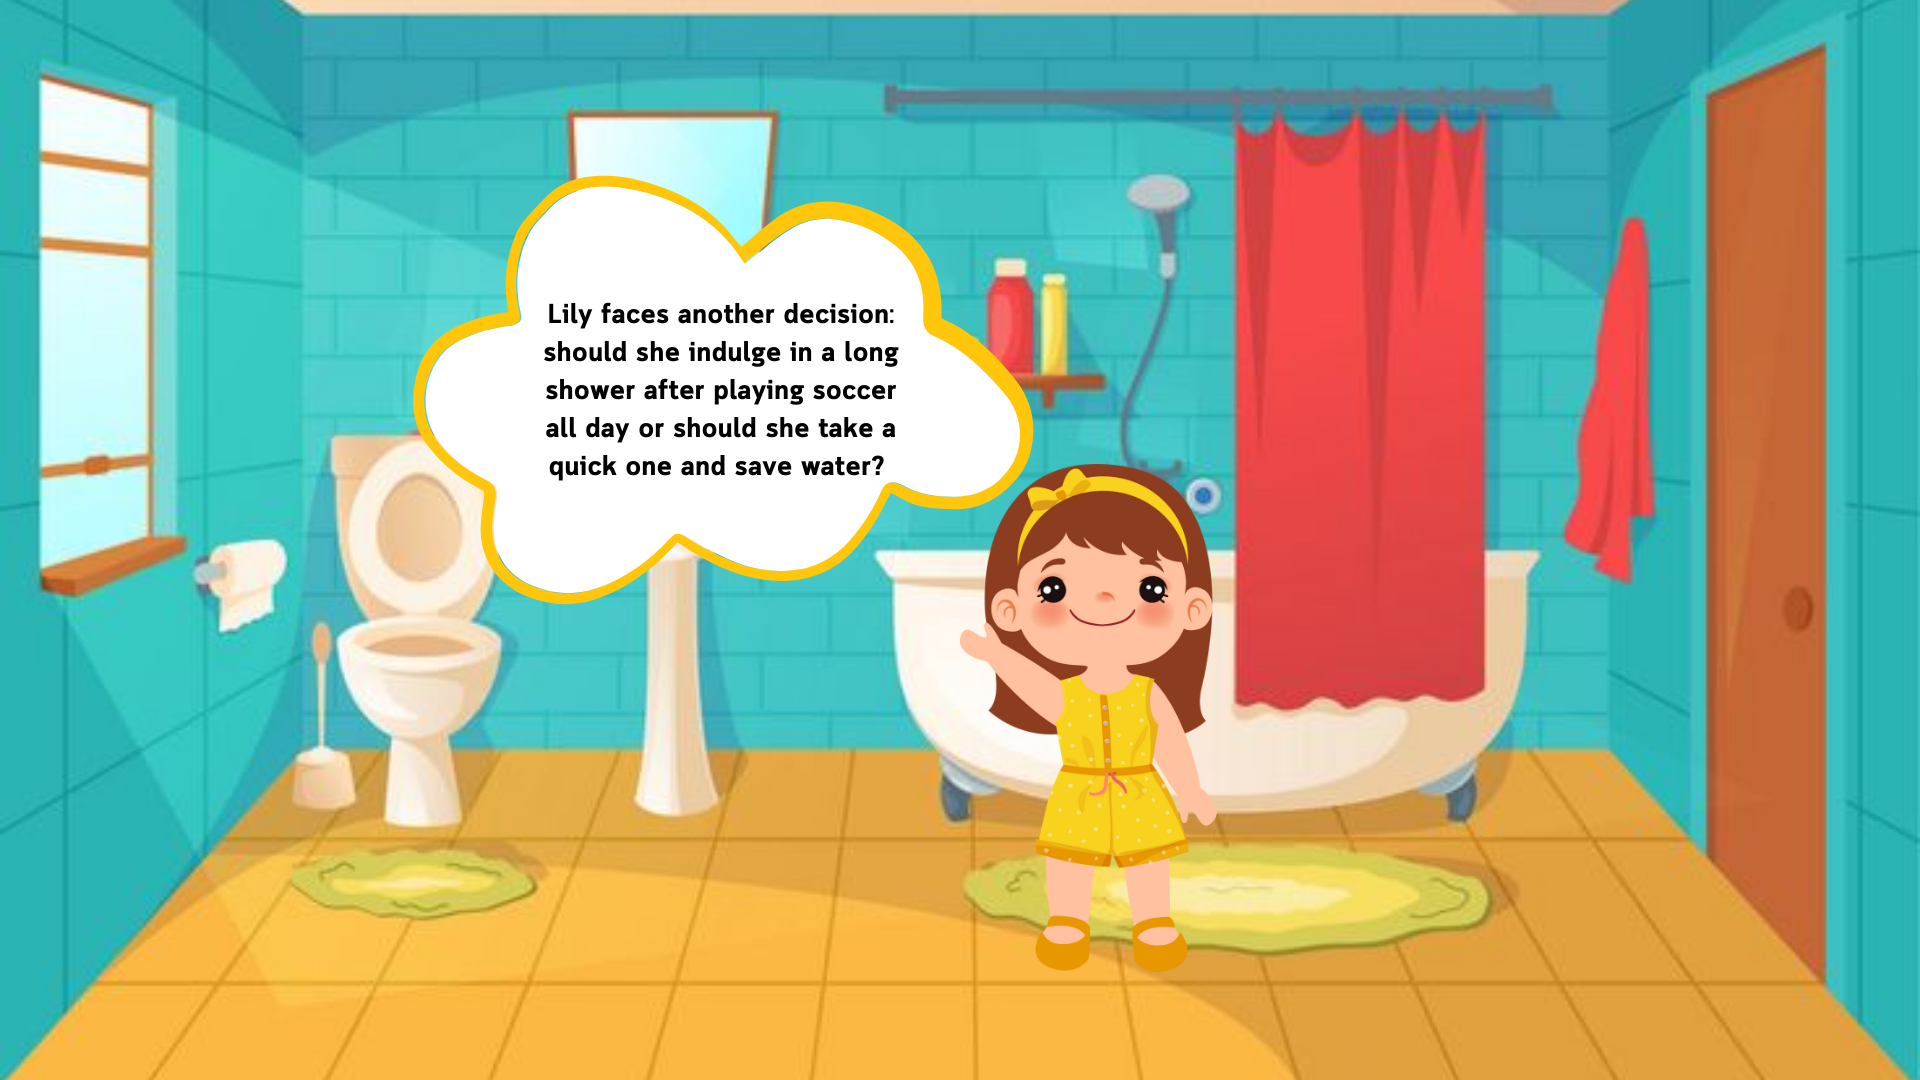 Lily faces another decision:
should she indulge in a long
shower after playing soccer
all day or should she take a
quick one and save water?